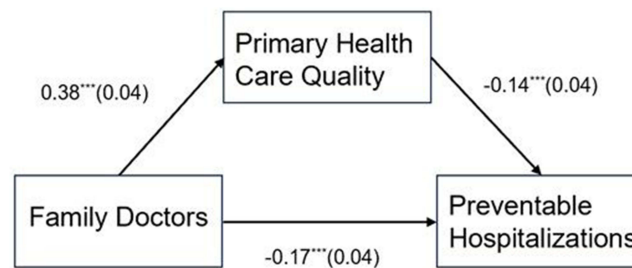 Primary Health
Care Quality
0.38***(0.04)
-0.14***(0.04)
Family Doctors
Preventable
Hospitalizations
-0.17***(0.04)